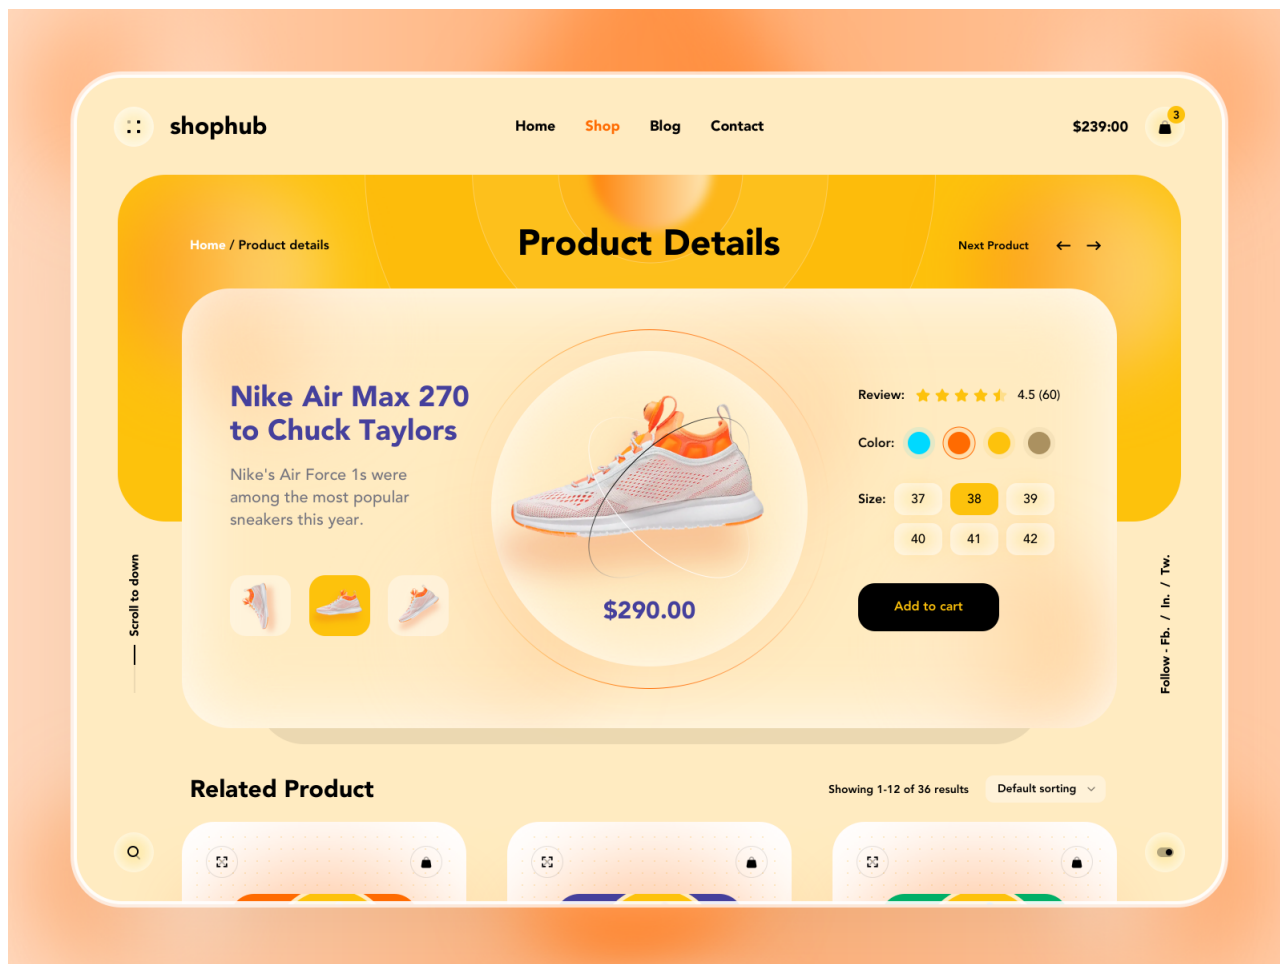 shophub
Home Shop Blog Contact
$239:00
3
Home / Product details
Product Details
Next Product
Nike Air Max 270
to Chuck Taylors
Nike's Air Force 1s were
among the most popular
sneakers this year.
$290.00
Review: 4.5 (60)
Color:
Size: 37 38 39
40 41 42
Add to cart
Scroll to down
Follow - Fb. / In. / Tw.
Related Product
Showing 1-12 of 36 results
Default sorting